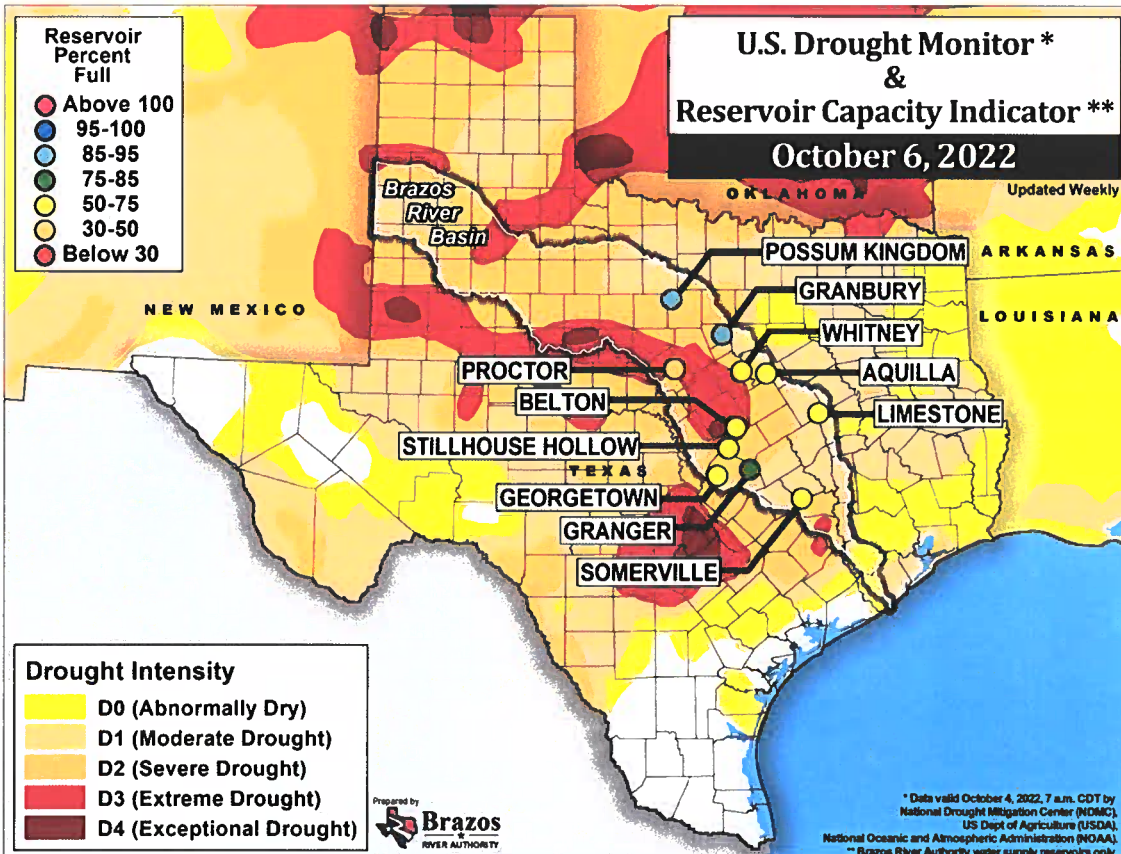 Reservoir
Percent
Full
Above 100
95-100
85-95
75-85
50-75
30-50
Below 30
U.S. Drought Monitor *
&
Reservoir Capacity Indicator **
October 6, 2022
Updated Weekly
OKLAHOMA
ARKANSAS
LOUISIANA
NEW MEXICO
TEXAS
Brazos
River
Basin
POSSUM KINGDOM
GRANBURY
WHITNEY
PROCTOR
AQUILLA
BELTON
LIMESTONE
STILLHOUSE HOLLOW
GEORGETOWN
GRANGER
SOMERVILLE
Drought Intensity
D0 (Abnormally Dry)
D1 (Moderate Drought)
D2 (Severe Drought)
D3 (Extreme Drought)
D4 (Exceptional Drought)
Prepared by
Brazos
RIVER AUTHORITY
* Data valid October 4, 2022, 7 a.m. CDT by
National Drought Mitigation Center (NDMC),
US Dept of Agriculture (USDA),
National Oceanic and Atmospheric Administration (NOAA).
** Brazos River Authority water supply reservoirs only